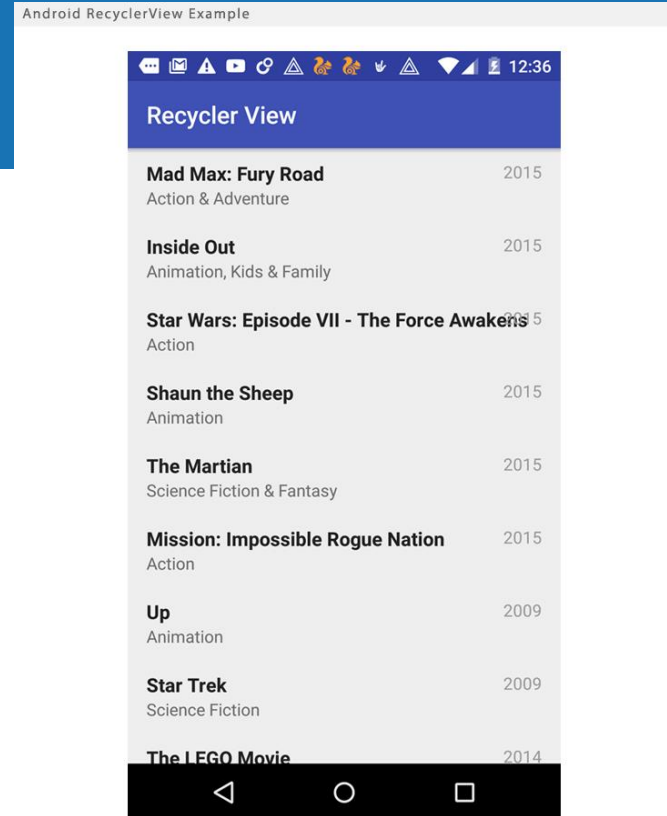 Android RecyclerView Example
12:36
Recycler View
Mad Max: Fury Road 2015
Action & Adventure
Inside Out 2015
Animation, Kids & Family
Star Wars: Episode VII - The Force Awakens 2015
Action
Shaun the Sheep 2015
Animation
The Martian 2015
Science Fiction & Fantasy
Mission: Impossible Rogue Nation 2015
Action
Up 2009
Animation
Star Trek 2009
Science Fiction
The LEGO Movie 2014